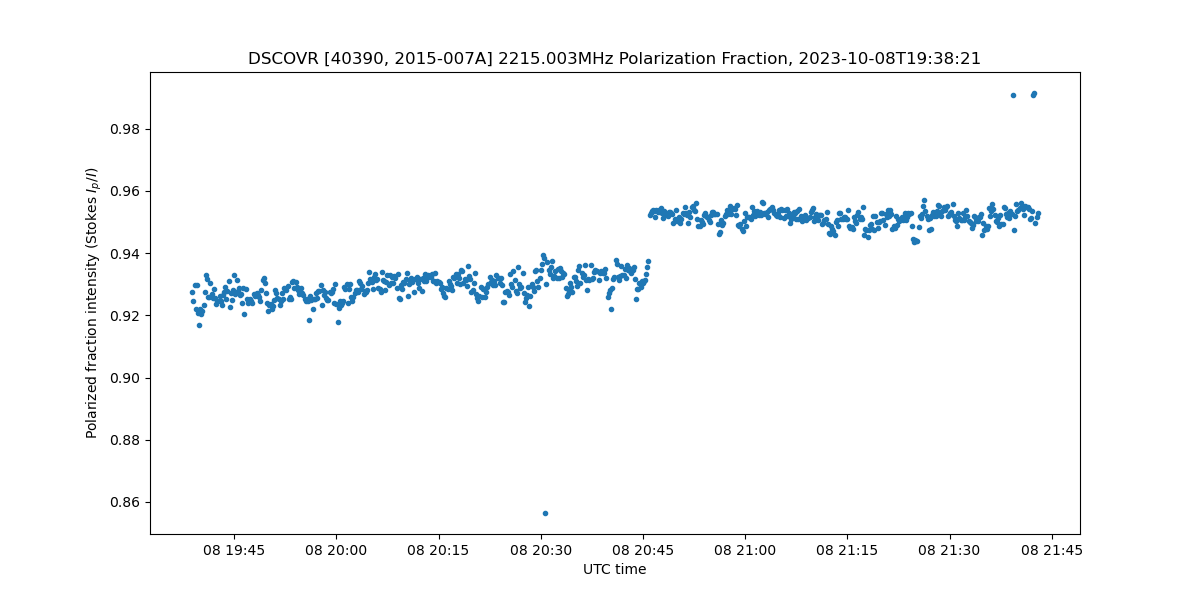 DSCOVR [40390, 2015-007A] 2215.003MHz Polarization Fraction, 2023-10-08T19:38:21
Polarized fraction intensity (Stokes I_p/I)
0.98
0.96
0.94
0.92
0.90
0.88
0.86
08 19:45 08 20:00 08 20:15 08 20:30 08 20:45 08 21:00 08 21:15 08 21:30 08 21:45
UTC time